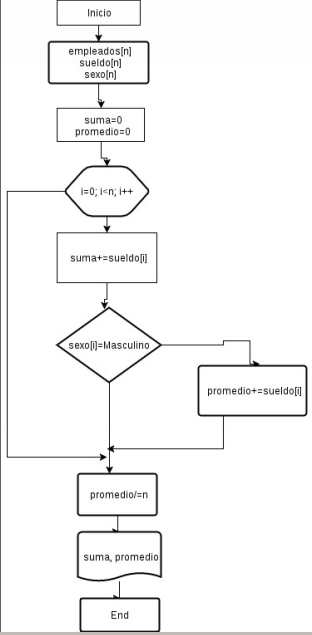 Inicio
empleados[n]
sueldo[n]
sexo[n]
suma=0
promedio=0
i=0; i<n; i++
suma+=sueldo[i]
sexo[i]=Masculino
promedio+=sueldo[i]
promedio/=n
suma, promedio
End